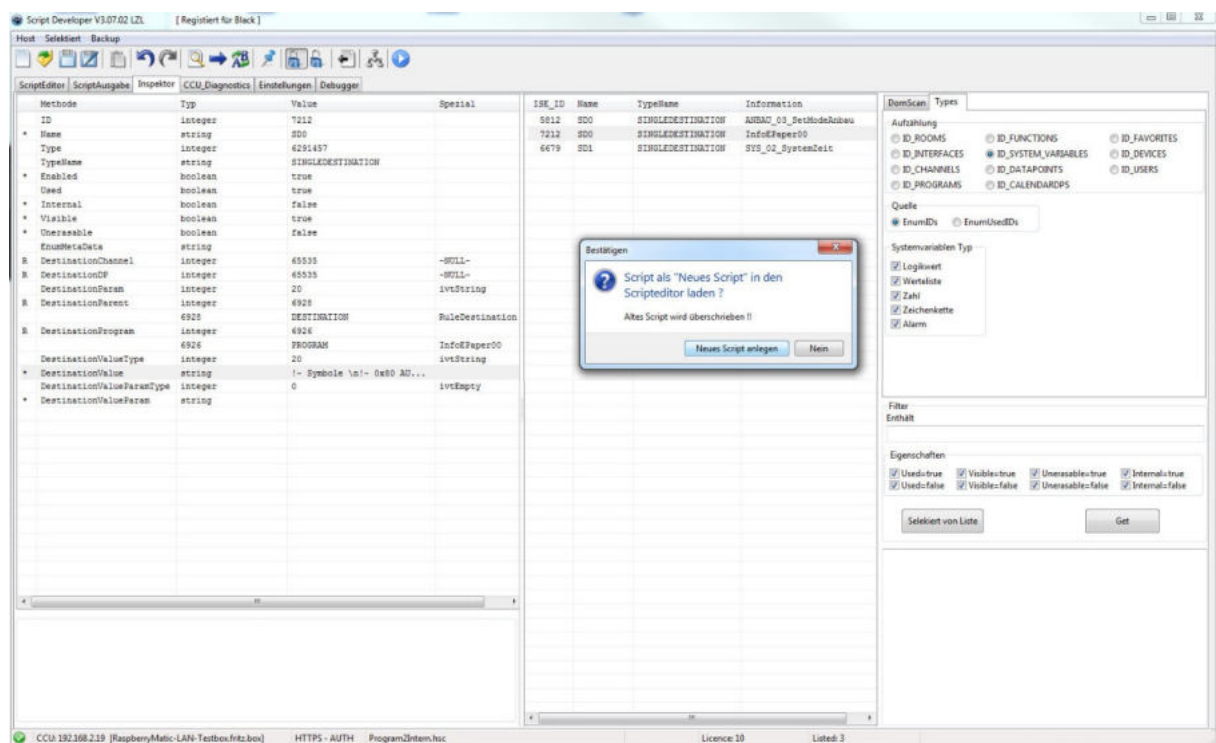 Script Developer V3.07.02 LZL [ Registiert für Black ]
Host Selektiert Backup
ScriptEditor ScriptAusgabe Inspektor CCU_Diagnostics Einstellungen Debugger
Methode Typ Value Spezial
ID integer 7212
* Name string SD0
Type integer 6291457
TypeName string SINGLEDESTINATION
* Enabled boolean true
Used boolean true
* Internal boolean false
* Visible boolean true
* Unerasable boolean false
EnumMetaData string
R DestinationChannel integer 65535 -NULL-
R DestinationDP integer 65535 -NULL-
DestinationParam integer 20 ivtString
R DestinationParent integer 6928
6928 DESTINATION RuleDestination
R DestinationProgram integer 6926
6926 PROGRAM InfoEPaper00
DestinationValueType integer 20 ivtString
* DestinationValue string !- Symbole \n!- 0x80 AU...
DestinationValueParamType integer 0 ivtEmpty
* DestinationValueParam string
ISE_ID Name TypeName Information
5812 SD0 SINGLEDESTINATION ANBAU_03_SetModeAnbau
7212 SD0 SINGLEDESTINATION InfoEPaper00
6679 SD1 SINGLEDESTINATION SYS_02_SystemZeit
Bestätigen
Script als "Neues Script" in den
Scripteditor laden ?
Altes Script wird überschrieben !!
Neues Script anlegen Nein
DomScan Types
Aufzählung
ID_ROOMS ID_FUNCTIONS ID_FAVORITES
ID_INTERFACES ID_SYSTEM_VARIABLES ID_DEVICES
ID_CHANNELS ID_DATAPOINTS ID_USERS
ID_PROGRAMS ID_CALENDARDPS
Quelle
EnumIDs EnumUsedIDs
Systemvariablen Typ
Logikwert
Werteliste
Zahl
Zeichenkette
Alarm
Filter
Enthält
Eigenschaften
Used=true Visible=true Unerasable=true Internal=true
Used=false Visible=false Unerasable=false Internal=false
Selekiert von Liste Get
CCU: 192.168.2.19 [RaspberryMatic-LAN-Testbox.fritz.box] HTTPS - AUTH Program2Intern.hsc Licence: 10 Listed: 3